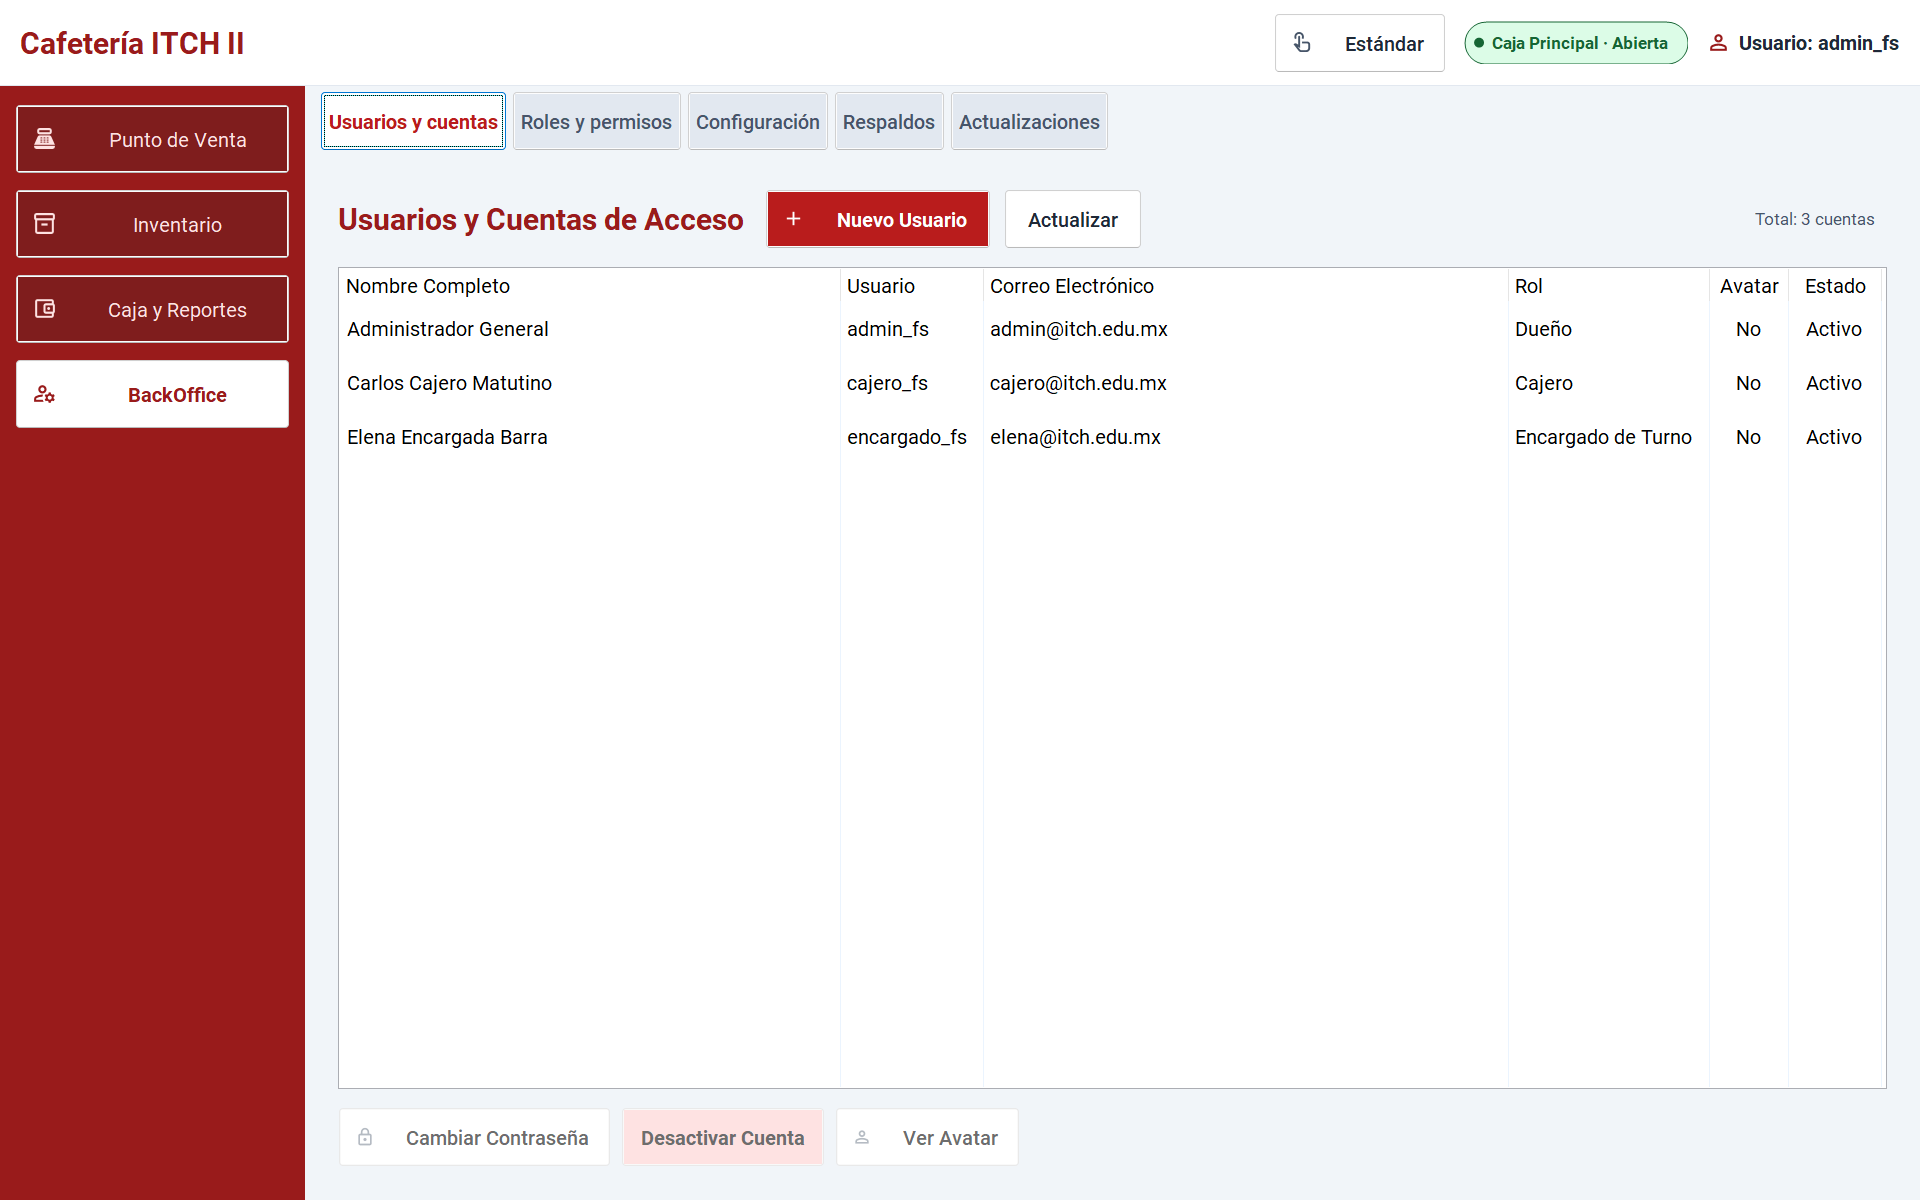 Cafetería ITCH II
Estándar
Caja Principal · Abierta
Usuario: admin_fs
Punto de Venta
Inventario
Caja y Reportes
BackOffice
Usuarios y cuentas
Roles y permisos
Configuración
Respaldos
Actualizaciones
Usuarios y Cuentas de Acceso
+ Nuevo Usuario
Actualizar
Total: 3 cuentas
Nombre Completo Usuario Correo Electrónico Rol Avatar Estado
Administrador General admin_fs admin@itch.edu.mx Dueño No Activo
Carlos Cajero Matutino cajero_fs cajero@itch.edu.mx Cajero No Activo
Elena Encargada Barra encargado_fs elena@itch.edu.mx Encargado de Turno No Activo
Cambiar Contraseña
Desactivar Cuenta
Ver Avatar